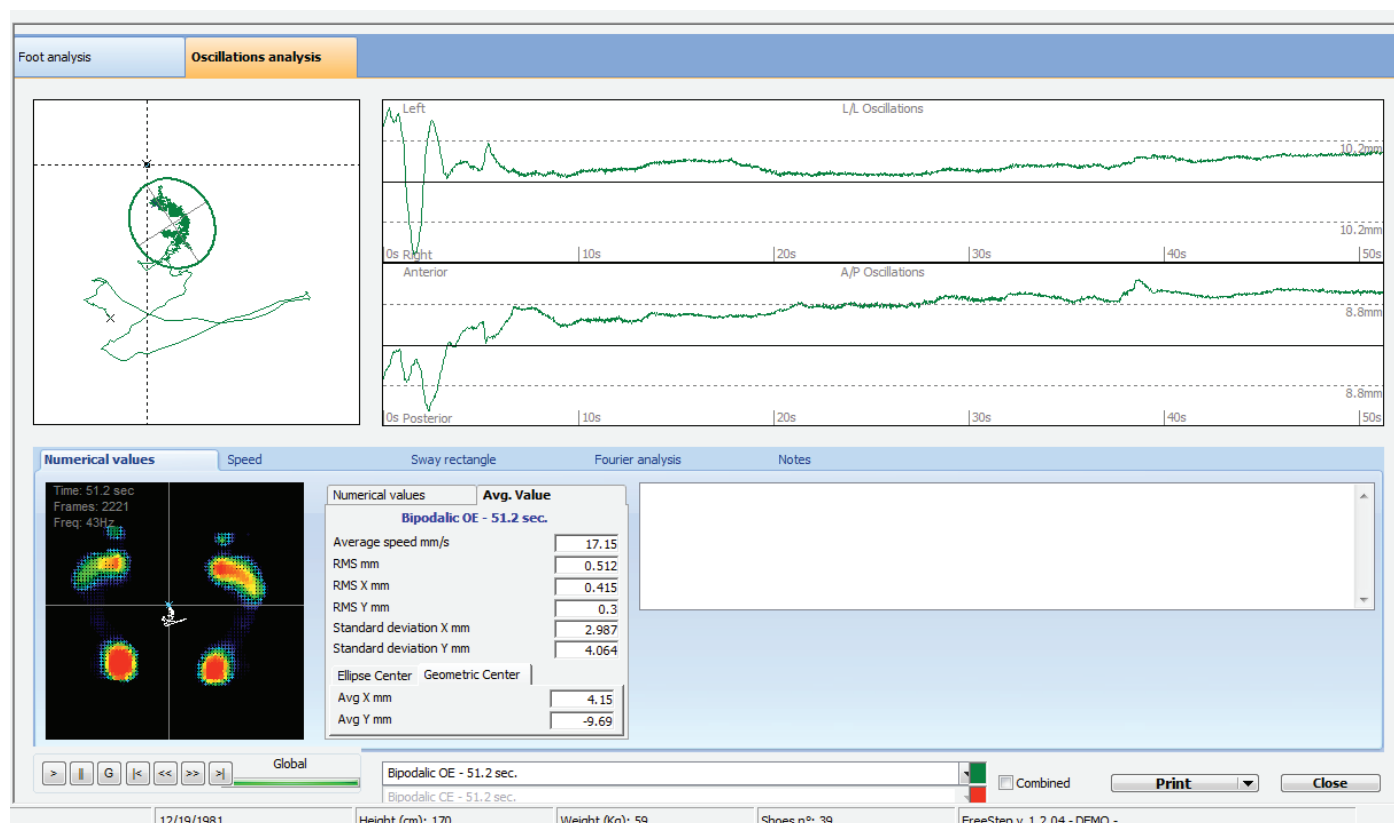 Foot analysis
Oscillations analysis
Left
L/L Oscillations
10.2mm
10.2mm
0s Right
10s
20s
30s
40s
50s
Anterior
A/P Oscillations
8.8mm
8.8mm
0s Posterior
10s
20s
30s
40s
50s
Numerical values
Speed
Sway rectangle
Fourier analysis
Notes
Time: 51.2 sec
Frames: 2221
Freq: 43Hz
Numerical values
Avg. Value
Bipodalic OE - 51.2 sec.
Average speed mm/s 17.15
RMS mm 0.512
RMS X mm 0.415
RMS Y mm 0.3
Standard deviation X mm 2.987
Standard deviation Y mm 4.064
Ellipse Center
Geometric Center
Avg X mm 4.15
Avg Y mm -9.69
> || G |< << >> >|
Global
Bipodalic OE - 51.2 sec.
Bipodalic CE - 51.2 sec.
Combined
Print
Close
12/19/1981
Height (cm): 170
Weight (Kg): 59
Shoes n°: 39
FreeStep v. 1.2.04 - DEMO -